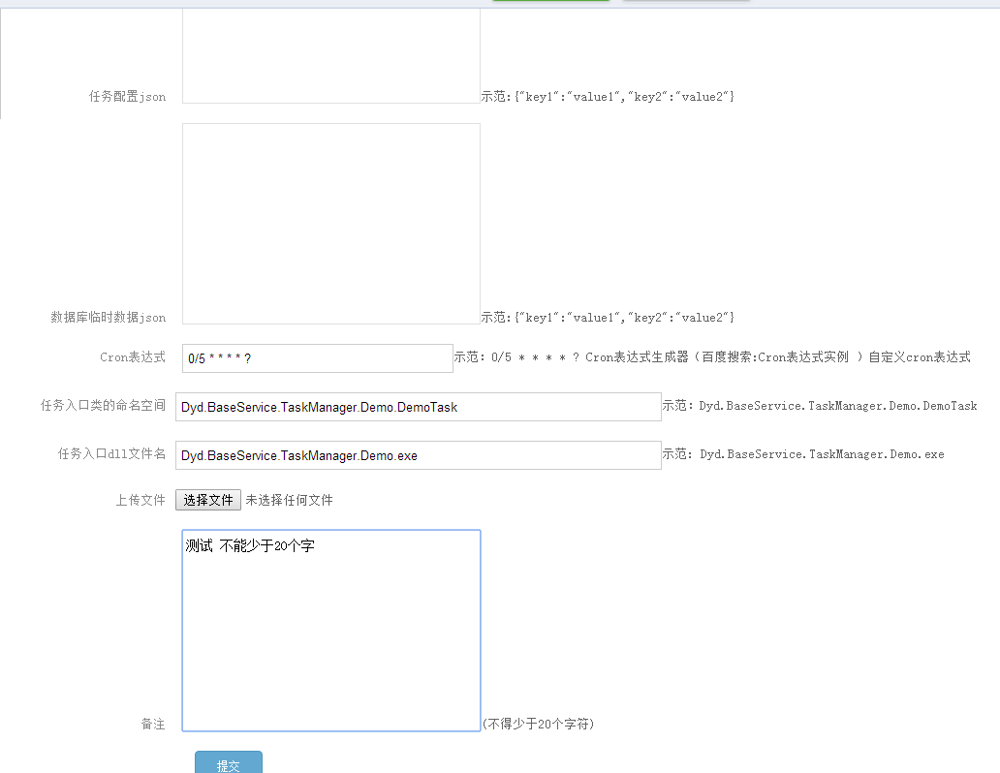 任务配置json 示范:{"key1":"value1","key2":"value2"}
数据库临时数据json 示范:{"key1":"value1","key2":"value2"}
Cron表达式 0/5 * * * * ? 示范: 0/5 * * * * ? Cron表达式生成器（百度搜索:Cron表达式实例 ）自定义cron表达式
任务入口类的命名空间 Dyd.BaseService.TaskManager.Demo.DemoTask 示范: Dyd.BaseService.TaskManager.Demo.DemoTask
任务入口dll文件名 Dyd.BaseService.TaskManager.Demo.exe 示范: Dyd.BaseService.TaskManager.Demo.exe
上传文件 选择文件 未选择任何文件
测试 不能少于20个字
备注 (不得少于20个字符)
提交